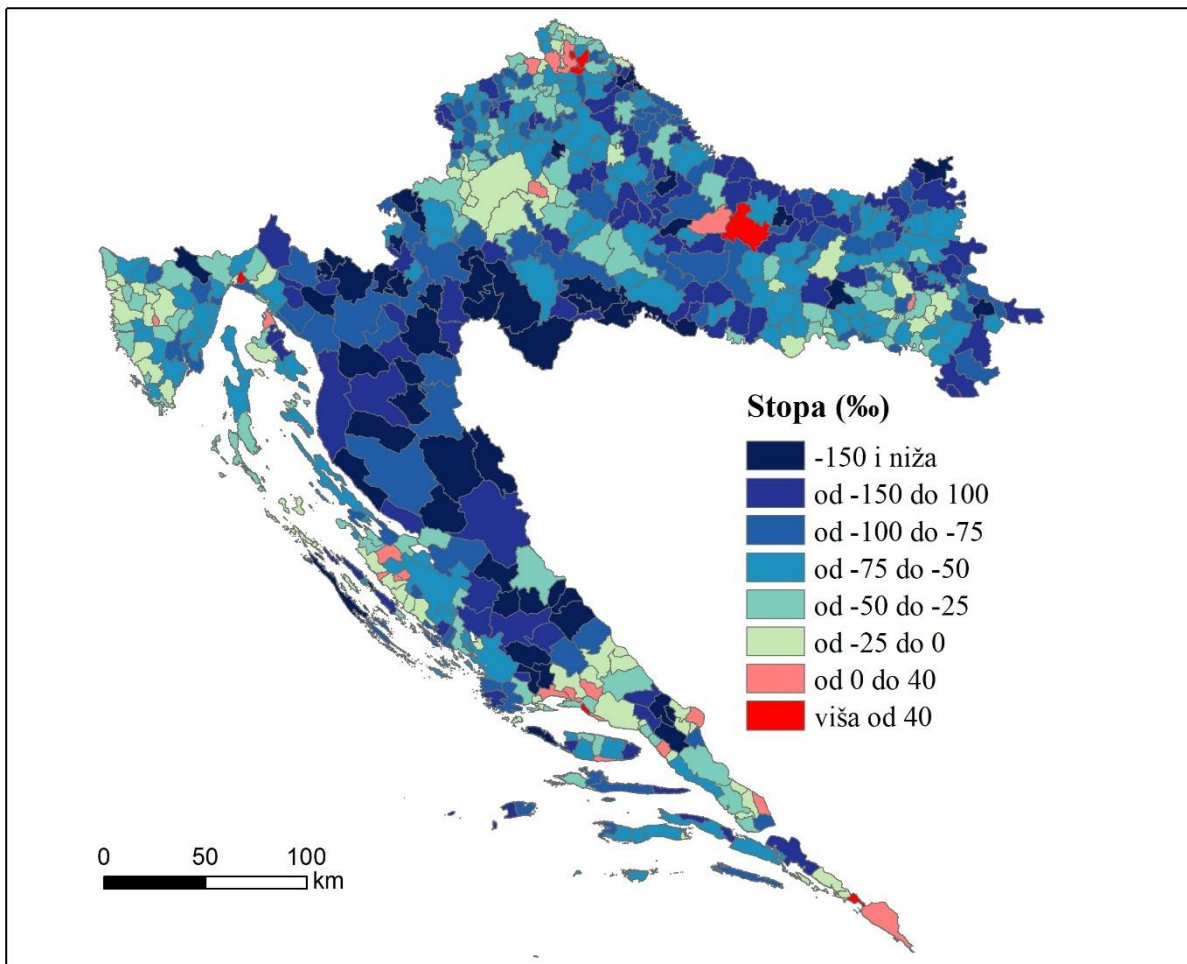 Stopa (‰)
-150 i niža
od -150 do 100
od -100 do -75
od -75 do -50
od -50 do -25
od -25 do 0
od 0 do 40
viša od 40
0 50 100
km